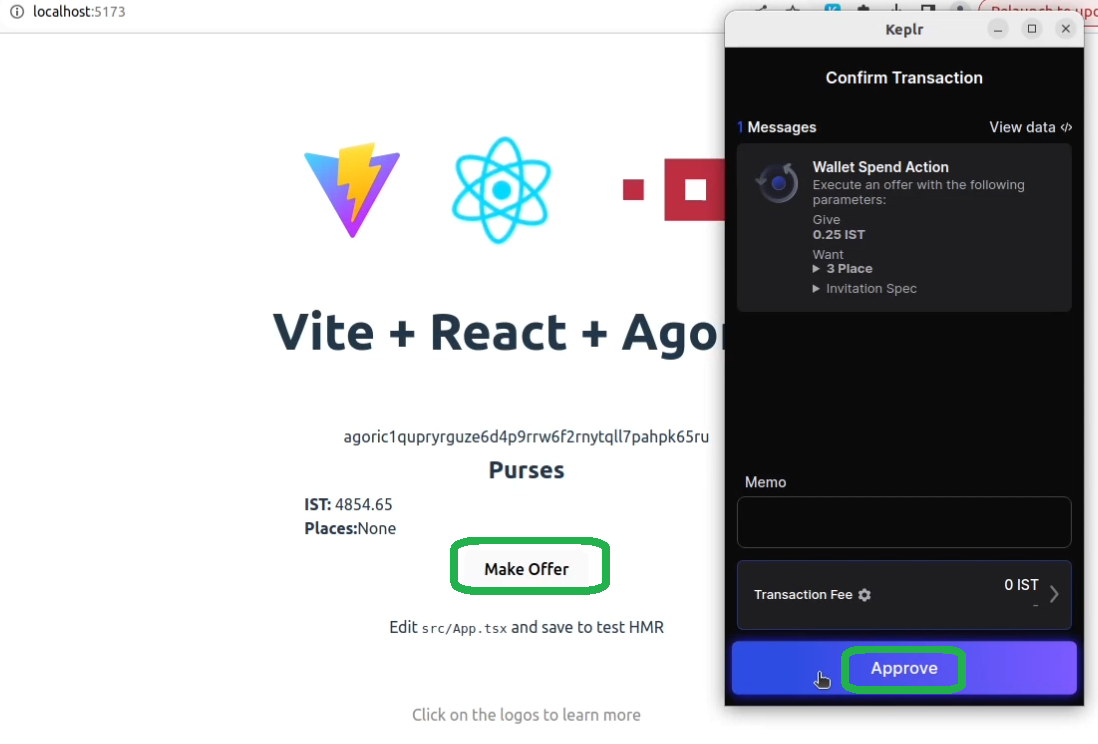 localhost:5173
Relaunch to upd
Vite + React + Agor
agoric1qupryrguze6d4p9rrw6f2rnytqll7pahpk65ru
Purses
IST: 4854.65
Places:None
Make Offer
Edit src/App.tsx and save to test HMR
Click on the logos to learn more
Keplr
Confirm Transaction
1 Messages
View data </>
Wallet Spend Action
Execute an offer with the following
parameters:
Give
0.25 IST
Want
3 Place
Invitation Spec
Memo
Transaction Fee
0 IST
-
Approve